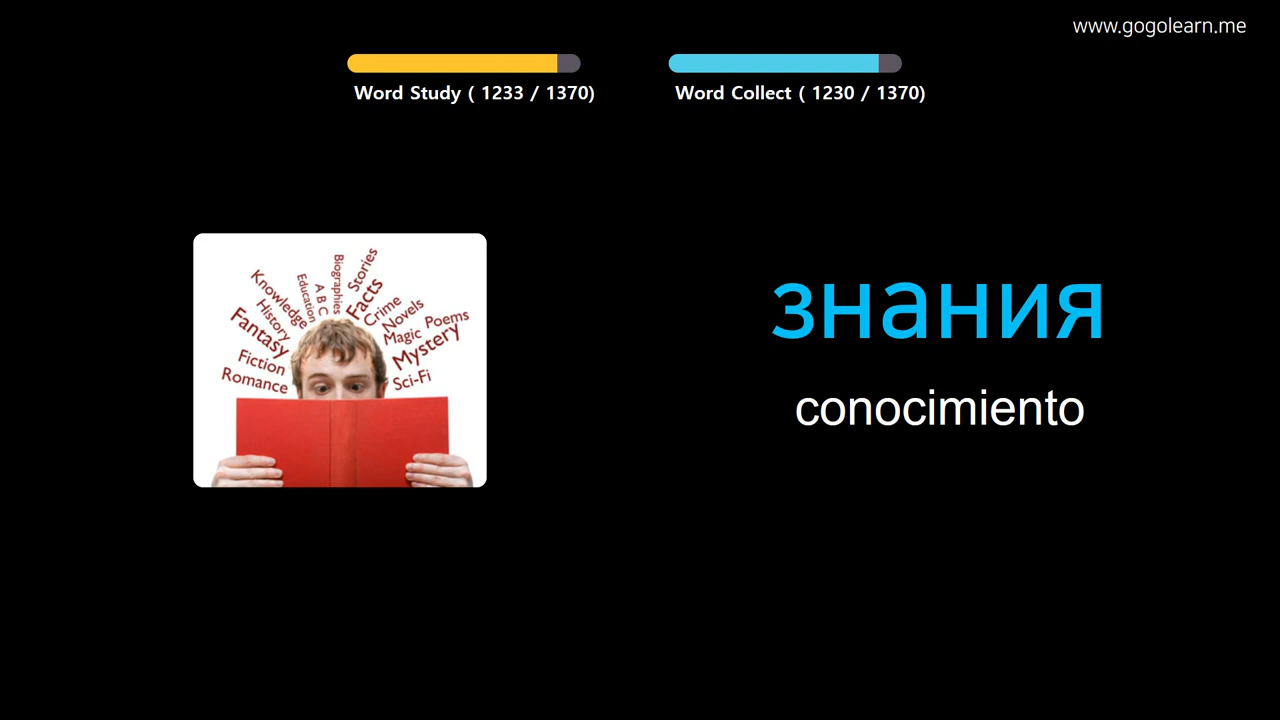 www.gogolearn.me
Word Study ( 1233 / 1370)
Word Collect ( 1230 / 1370)
Stories
Biographies
Knowledge
Education
A B C
Facts
Crime
History
Novels
Poems
Fantasy
Magic
Mystery
Fiction
Romance
Sci-Fi
знания
conocimiento